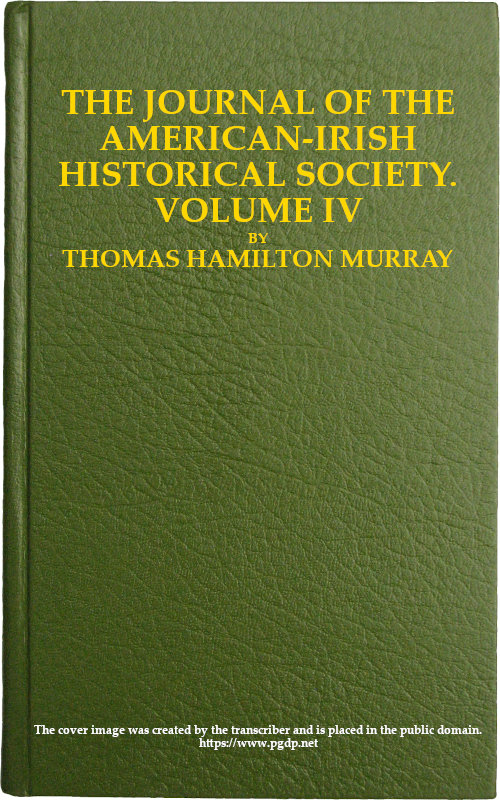 THE JOURNAL OF THE
AMERICAN-IRISH
HISTORICAL SOCIETY.
VOLUME IV
BY
THOMAS HAMILTON MURRAY
The cover image was created by the transcriber and is placed in the public domain.
https://www.pgdp.net